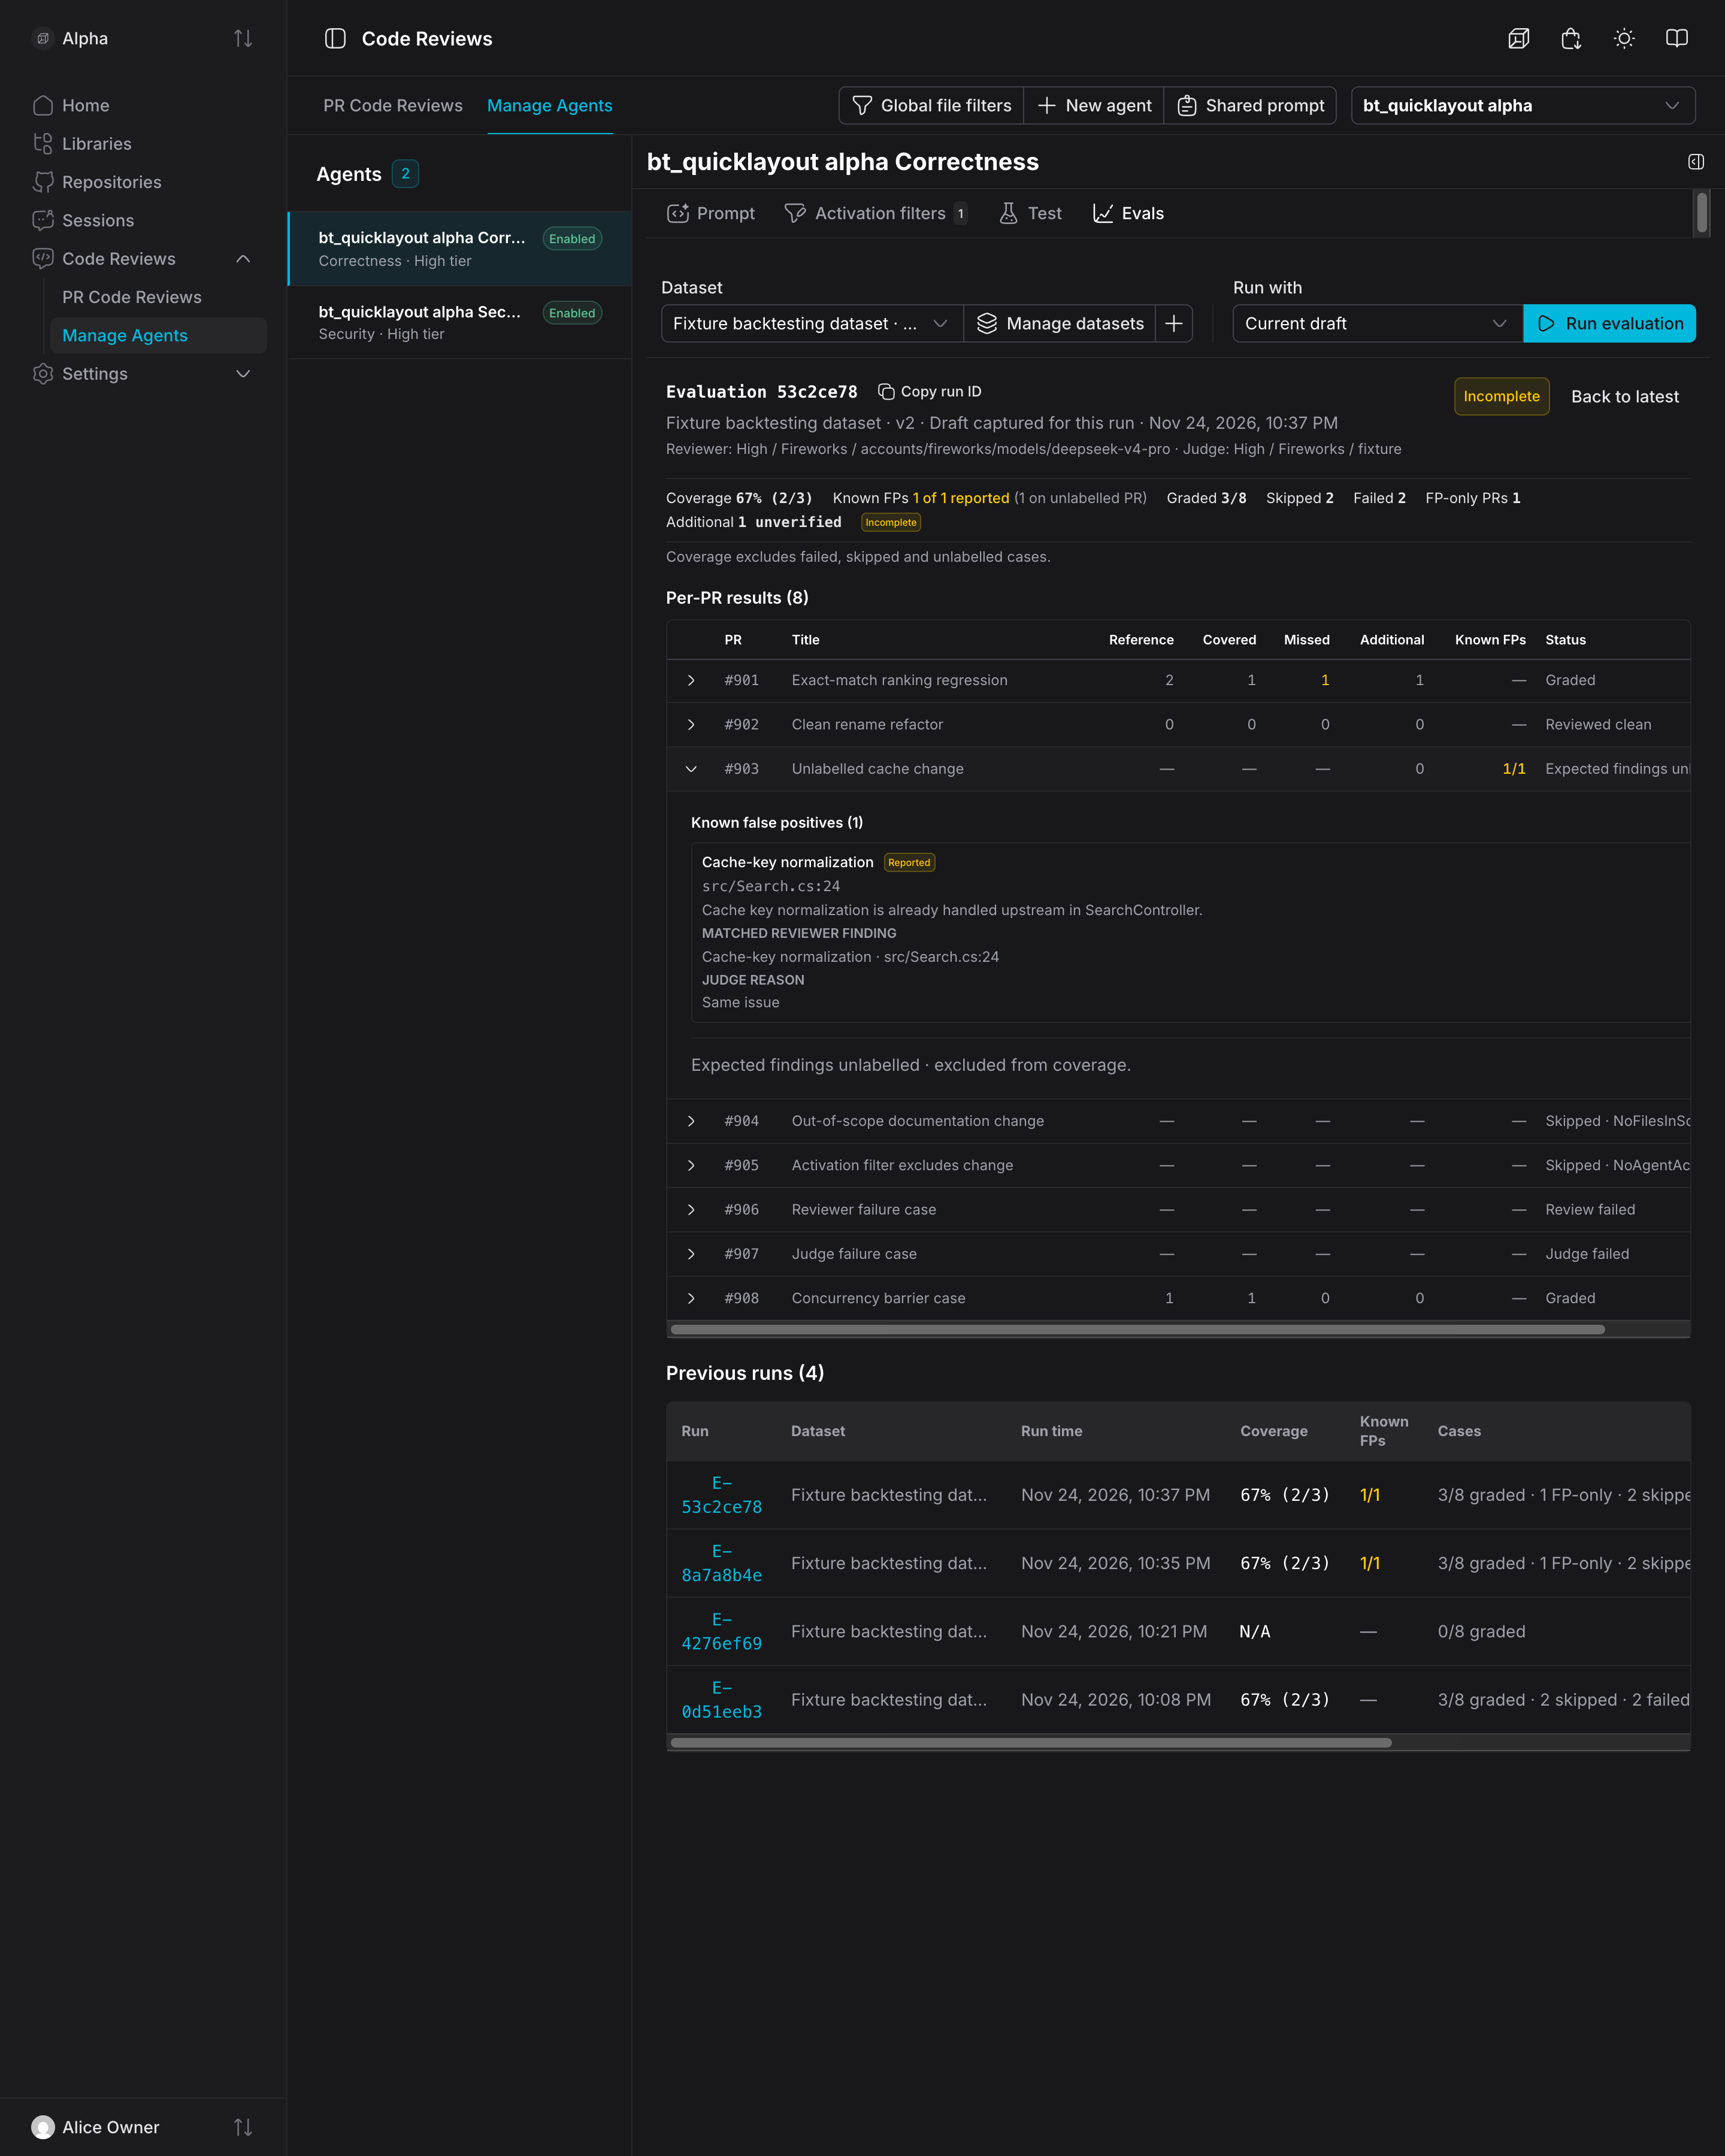 Alpha
Code Reviews
Home
Libraries
Repositories
Sessions
Code Reviews
PR Code Reviews
Manage Agents
Settings
PR Code Reviews
Manage Agents
Global file filters
New agent
Shared prompt
bt_quicklayout alpha
Agents 2
bt_quicklayout alpha Corr... Enabled
Correctness · High tier
bt_quicklayout alpha Sec... Enabled
Security · High tier
bt_quicklayout alpha Correctness
Prompt
Activation filters 1
Test
Evals
Dataset
Run with
Fixture backtesting dataset · ...
Manage datasets
Current draft
Run evaluation
Evaluation 53c2ce78 Copy run ID
Incomplete
Back to latest
Fixture backtesting dataset · v2 · Draft captured for this run · Nov 24, 2026, 10:37 PM
Reviewer: High / Fireworks / accounts/fireworks/models/deepseek-v4-pro · Judge: High / Fireworks / fixture
Coverage 67% (2/3) Known FPs 1 of 1 reported (1 on unlabelled PR) Graded 3/8 Skipped 2 Failed 2 FP-only PRs 1
Additional 1 unverified Incomplete
Coverage excludes failed, skipped and unlabelled cases.
Per-PR results (8)
PR Title Reference Covered Missed Additional Known FPs Status
#901 Exact-match ranking regression 2 1 1 1 — Graded
#902 Clean rename refactor 0 0 0 0 — Reviewed clean
#903 Unlabelled cache change — — — 0 1/1 Expected findings unl
Known false positives (1)
Cache-key normalization Reported
src/Search.cs:24
Cache key normalization is already handled upstream in SearchController.
MATCHED REVIEWER FINDING
Cache-key normalization · src/Search.cs:24
JUDGE REASON
Same issue
Expected findings unlabelled · excluded from coverage.
#904 Out-of-scope documentation change — — — — — Skipped · NoFilesInSc
#905 Activation filter excludes change — — — — — Skipped · NoAgentAc
#906 Reviewer failure case — — — — — Review failed
#907 Judge failure case — — — — — Judge failed
#908 Concurrency barrier case 1 1 0 0 — Graded
Previous runs (4)
Run Dataset Run time Coverage Known FPs Cases
E-53c2ce78 Fixture backtesting dat... Nov 24, 2026, 10:37 PM 67% (2/3) 1/1 3/8 graded · 1 FP-only · 2 skippe
E-8a7a8b4e Fixture backtesting dat... Nov 24, 2026, 10:35 PM 67% (2/3) 1/1 3/8 graded · 1 FP-only · 2 skippe
E-4276ef69 Fixture backtesting dat... Nov 24, 2026, 10:21 PM N/A — 0/8 graded
E-0d51eeb3 Fixture backtesting dat... Nov 24, 2026, 10:08 PM 67% (2/3) — 3/8 graded · 2 skipped · 2 failed
Alice Owner